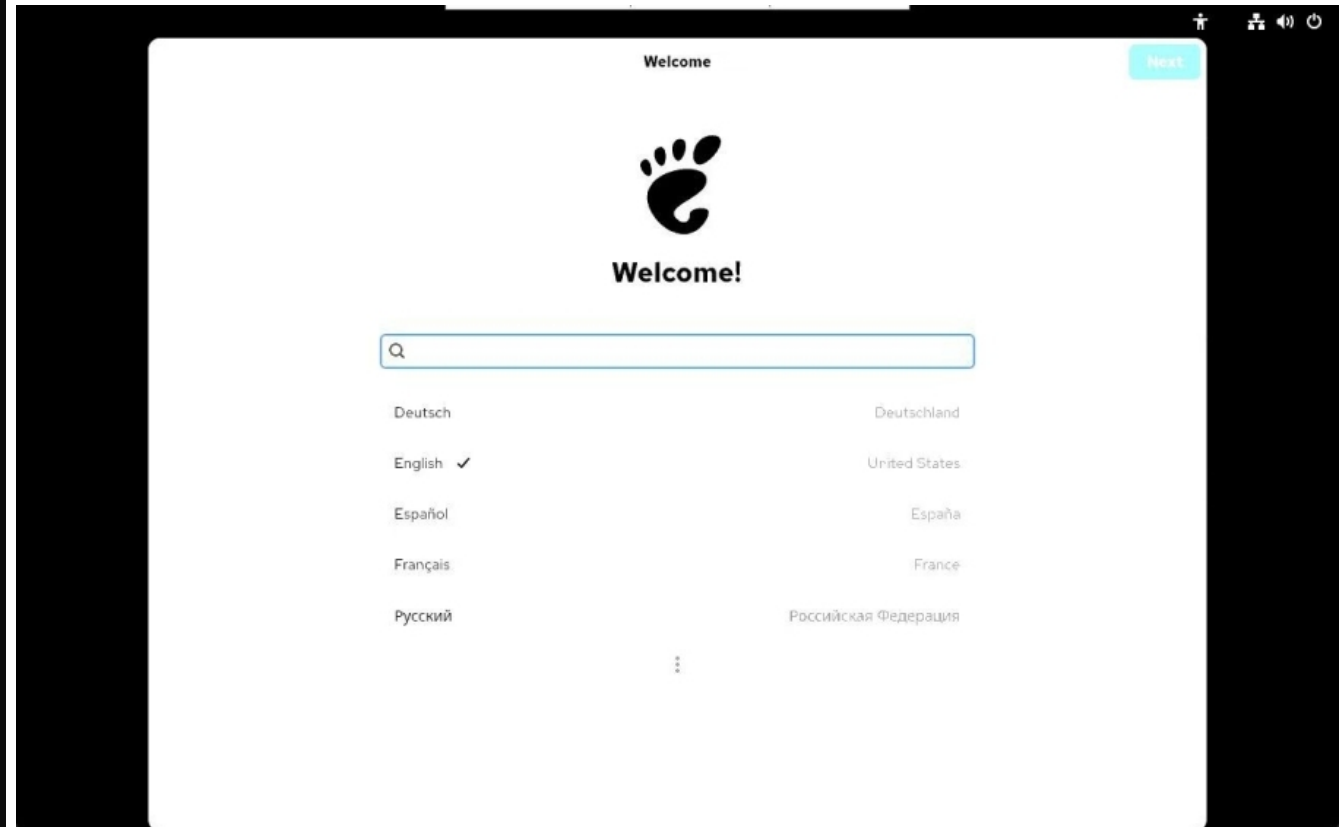 Welcome
Next
Welcome!
Deutsch Deutschland
English United States
Español España
Français France
Русский Российская Федерация